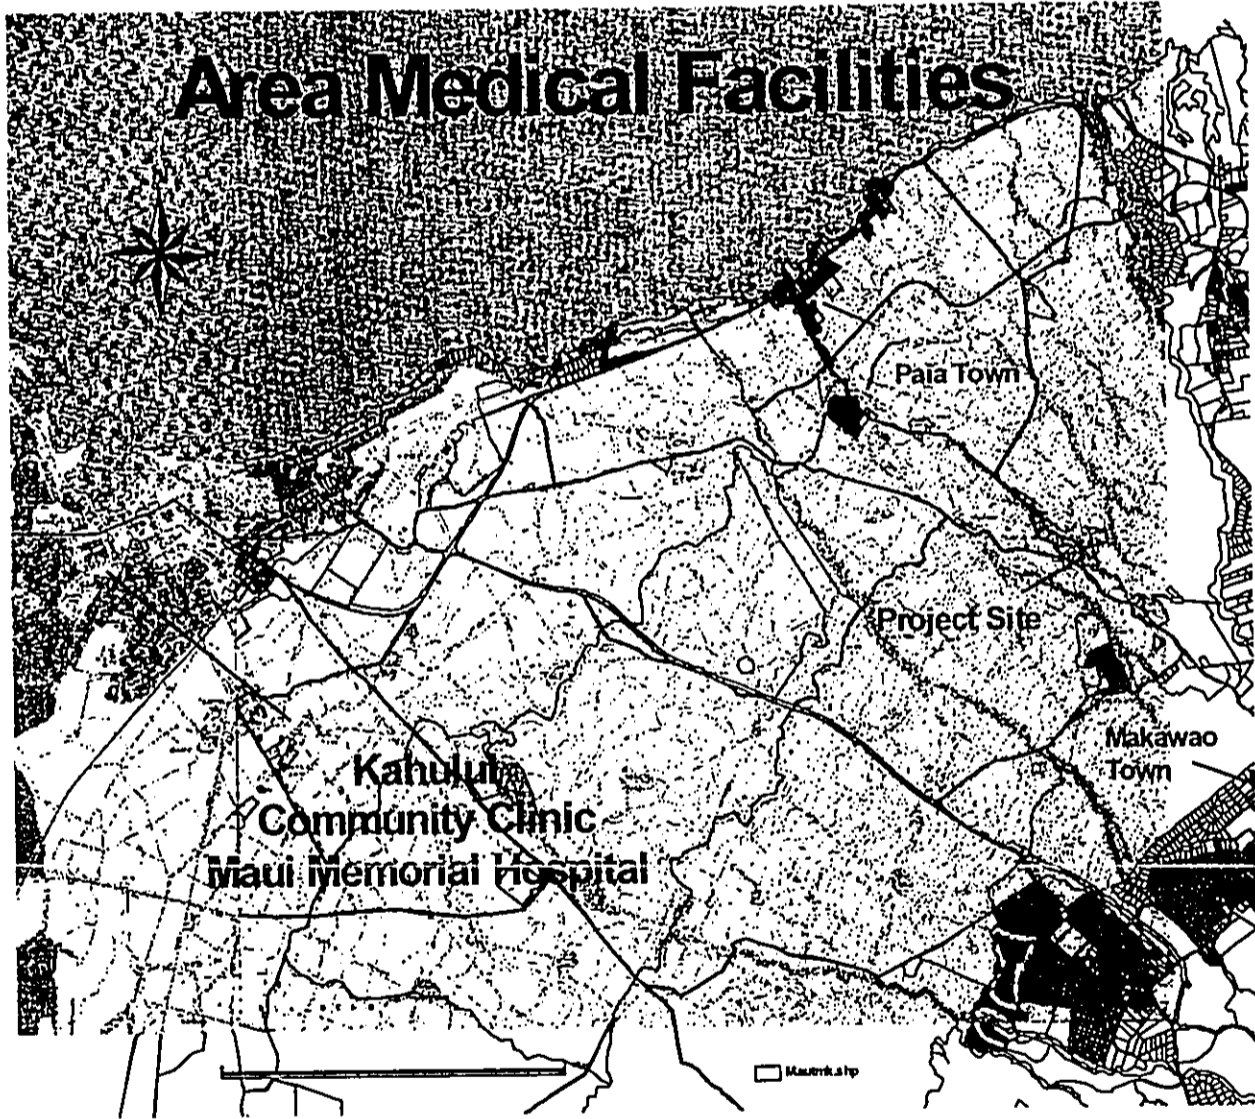 Area Medical Facilities
Paia Town
Project Site
Makawao
Town
Kahului
Community Clinic
Maui Memorial Hospital